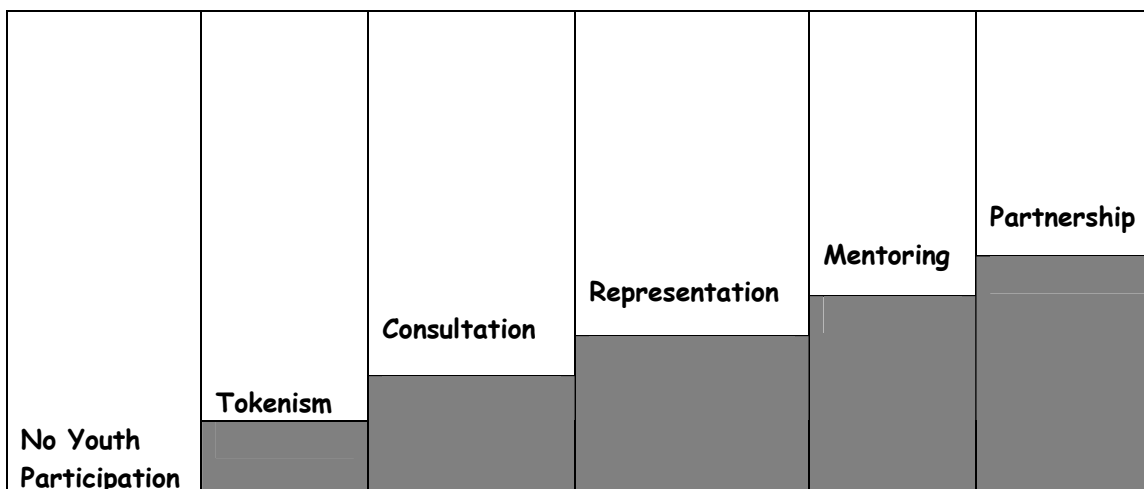 No Youth
Participation
Tokenism
Consultation
Representation
Mentoring
Partnership